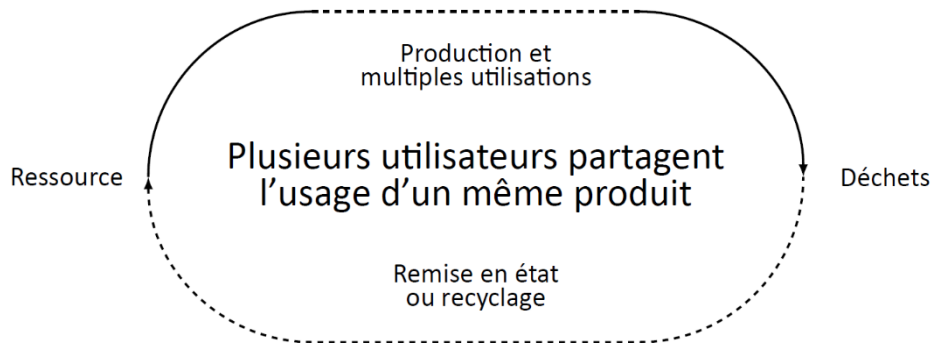 Production et
multiples utilisations
Plusieurs utilisateurs partagent
l'usage d'un même produit
Ressource
Déchets
Remise en état
ou recyclage